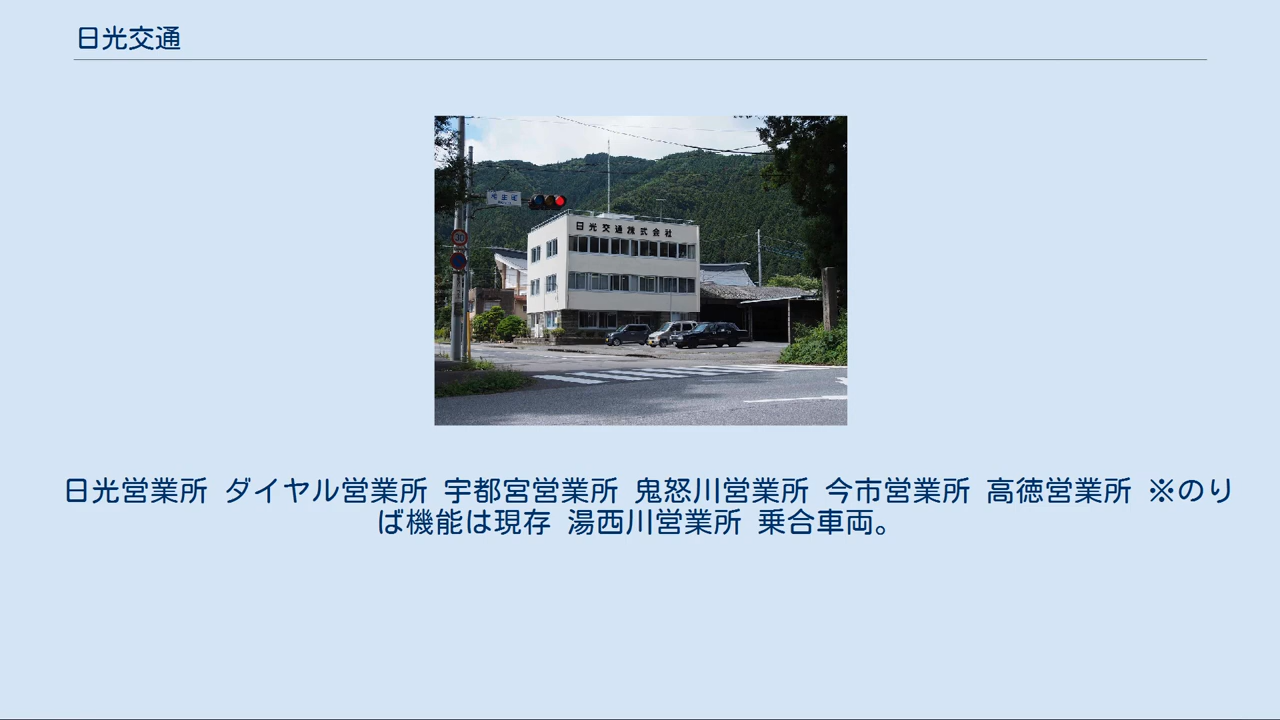 日光交通
日光交通株式会社
日光営業所 ダイヤル営業所 宇都宮営業所 鬼怒川営業所 今市営業所 高徳営業所 ※のり
ば機能は現存 湯西川営業所 乗合車両。